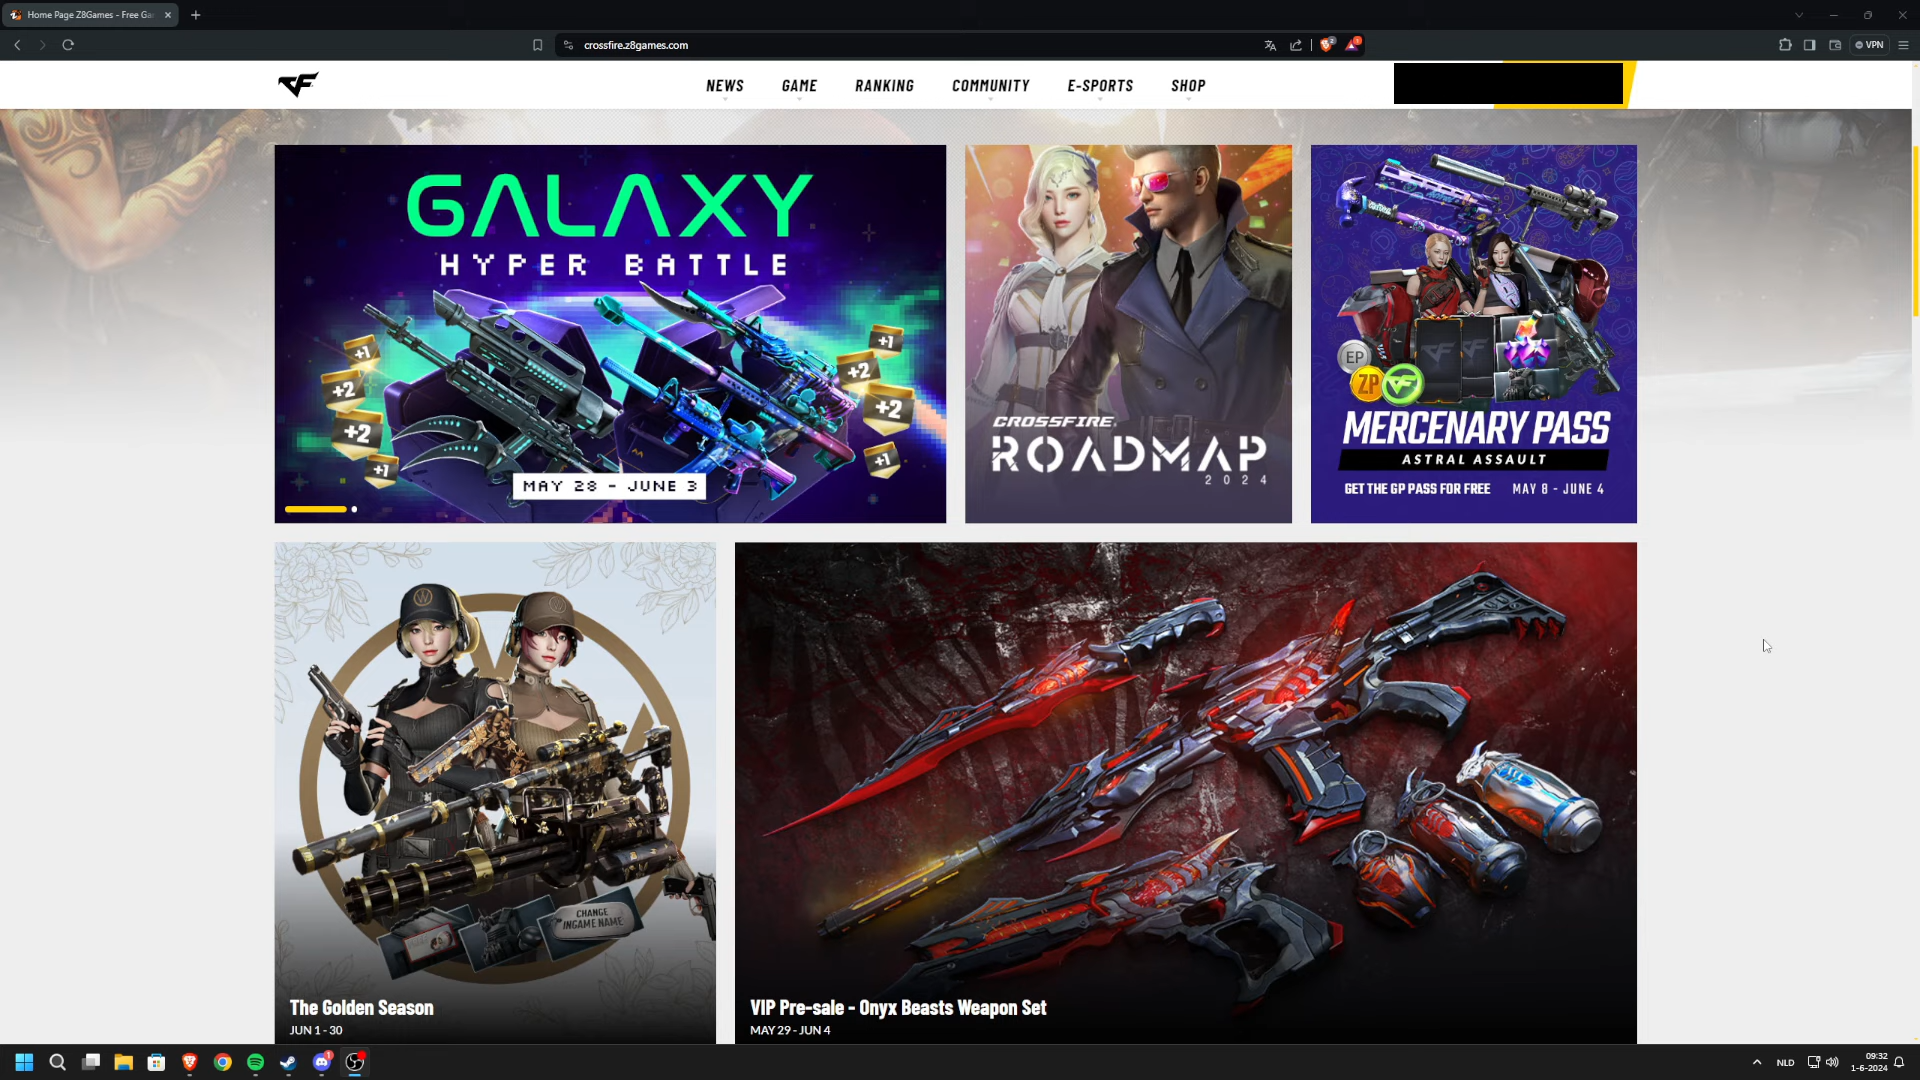 Home Page Z8Games - Free Ga
crossfire.z8games.com
2
1
VPN
NEWS
GAME
RANKING
COMMUNITY
E-SPORTS
SHOP
GALAXY
HYPER BATTLE
+1
+2
+2
+1
+1
+2
+2
+1
MAY 28 - JUNE 3
CROSSFIRE
ROADMAP
2024
EP
ZP
MERCENARY PASS
ASTRAL ASSAULT
GET THE GP PASS FOR FREE MAY 8 - JUNE 4
CHANGE
INGAME NAME
The Golden Season
JUN 1 - 30
VIP Pre-sale - Onyx Beasts Weapon Set
MAY 29 - JUN 4
1
NLD
09:32
1-6-2024